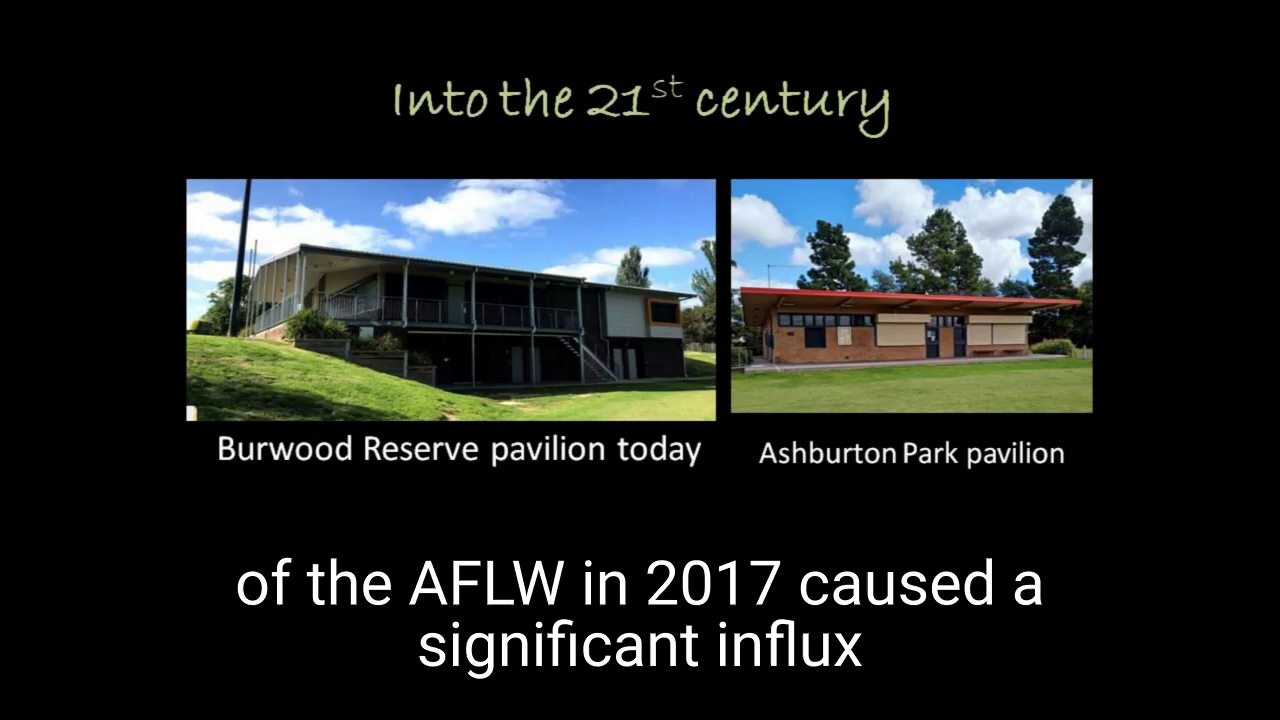 Into the 21st century
Burwood Reserve pavilion today
Ashburton Park pavilion
of the AFLW in 2017 caused a
significant influx